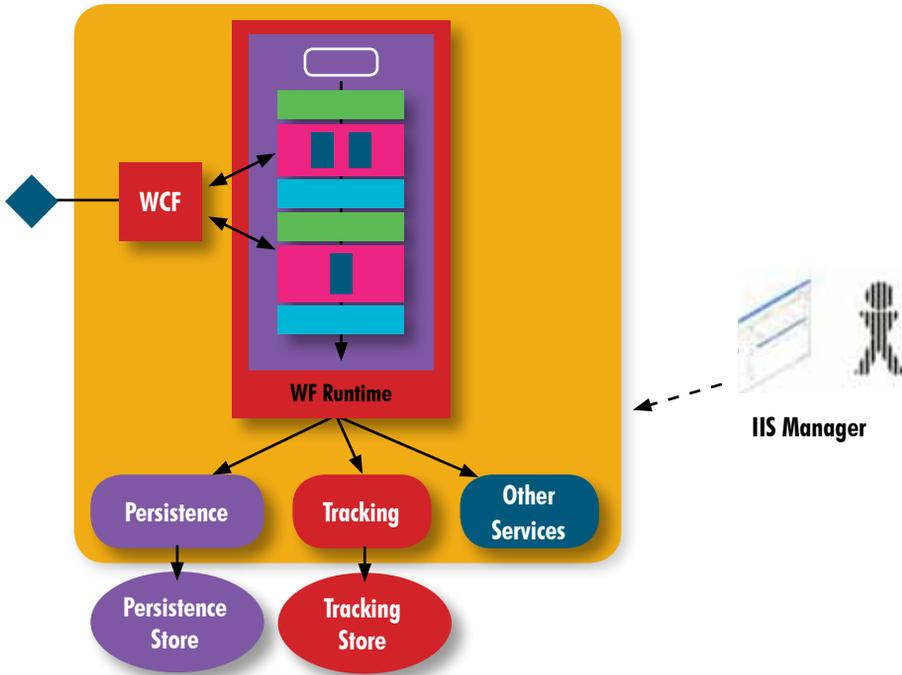 WCF
WF Runtime
IIS Manager
Persistence
Tracking
Other
Services
Persistence
Store
Tracking
Store